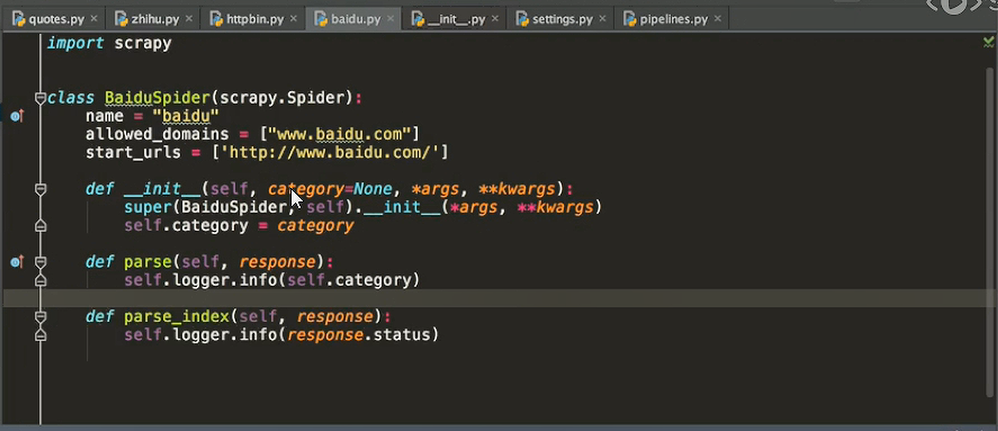 quotes.py zhihu.py httpbin.py baidu.py __init__.py settings.py pipelines.py
import scrapy
class BaiduSpider(scrapy.Spider):
name = "baidu"
allowed_domains = ["www.baidu.com"]
start_urls = ['http://www.baidu.com/']
def __init__(self, category=None, *args, **kwargs):
super(BaiduSpider, self).__init__(*args, **kwargs)
self.category = category
def parse(self, response):
self.logger.info(self.category)
def parse_index(self, response):
self.logger.info(response.status)